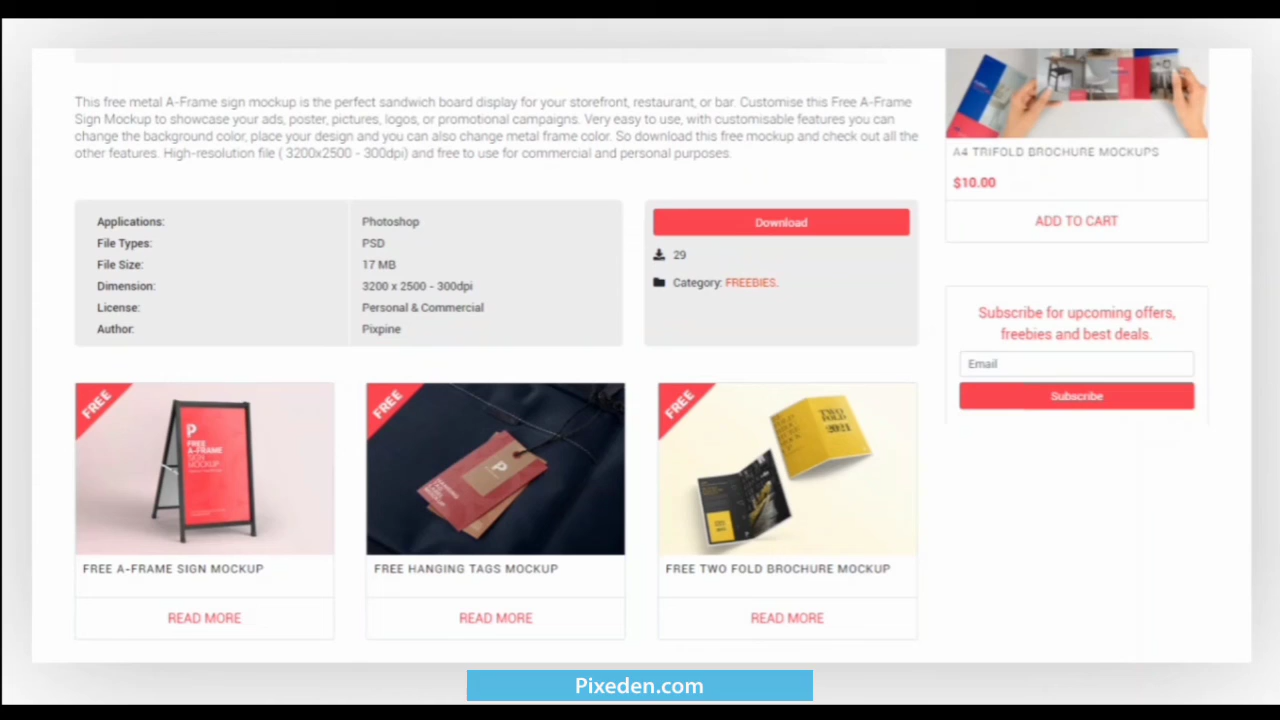 This free metal A-Frame sign mockup is the perfect sandwich board display for your storefront, restaurant, or bar. Customise this Free A-Frame
Sign Mockup to showcase your ads, poster, pictures, logos, or promotional campaigns. Very easy to use, with customisable features you can
change the background color, place your design and you can also change metal frame color. So download this free mockup and check out all the
other features. High-resolution file ( 3200x2500 - 300dpi) and free to use for commercial and personal purposes.
Applications: Photoshop
File Types: PSD
File Size: 17 MB
Dimension: 3200 x 2500 - 300dpi
License: Personal & Commercial
Author: Pixpine
Download
29
Category: FREEBIES.
A4 TRIFOLD BROCHURE MOCKUPS
$10.00
ADD TO CART
Subscribe for upcoming offers,
freebies and best deals.
Email
Subscribe
FREE
P
FREE
A-FRAME
SIGN
MOCKUP
FREE A-FRAME SIGN MOCKUP
READ MORE
FREE
P
FREE HANGING TAGS MOCKUP
READ MORE
FREE
TWO
FOLD
2021
FREE TWO FOLD BROCHURE MOCKUP
READ MORE
Pixeden.com